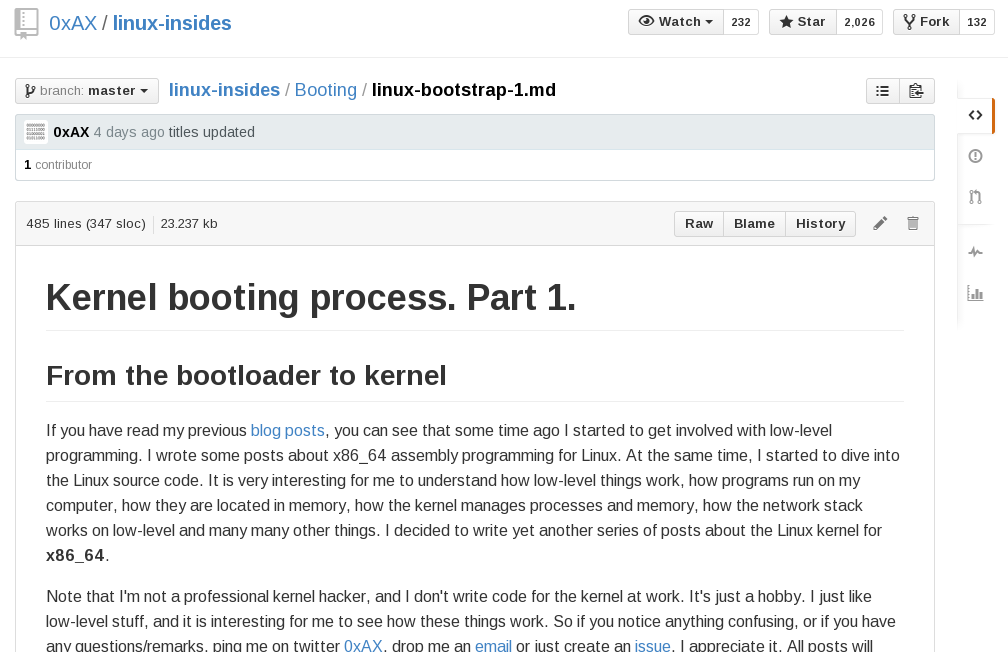 0xAX / linux-insides
Watch 232 Star 2,026 Fork 132
branch: master linux-insides / Booting / linux-bootstrap-1.md
0xAX 4 days ago titles updated
1 contributor
485 lines (347 sloc) 23.237 kb Raw Blame History
Kernel booting process. Part 1.
From the bootloader to kernel
If you have read my previous blog posts, you can see that some time ago I started to get involved with low-level
programming. I wrote some posts about x86_64 assembly programming for Linux. At the same time, I started to dive into
the Linux source code. It is very interesting for me to understand how low-level things work, how programs run on my
computer, how they are located in memory, how the kernel manages processes and memory, how the network stack
works on low-level and many many other things. I decided to write yet another series of posts about the Linux kernel for
x86_64.
Note that I'm not a professional kernel hacker, and I don't write code for the kernel at work. It's just a hobby. I just like
low-level stuff, and it is interesting for me to see how these things work. So if you notice anything confusing, or if you have
any questions/remarks, ping me on twitter 0xAX, drop me an email or just create an issue. I appreciate it. All posts will